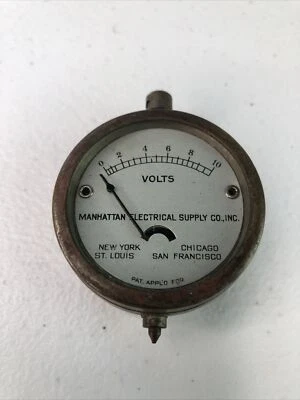 0 2 4 6 8 10
VOLTS
MANHATTAN ELECTRICAL SUPPLY CO., INC.
NEW YORK CHICAGO
ST. LOUIS SAN FRANCISCO
PAT. APPL'D FOR